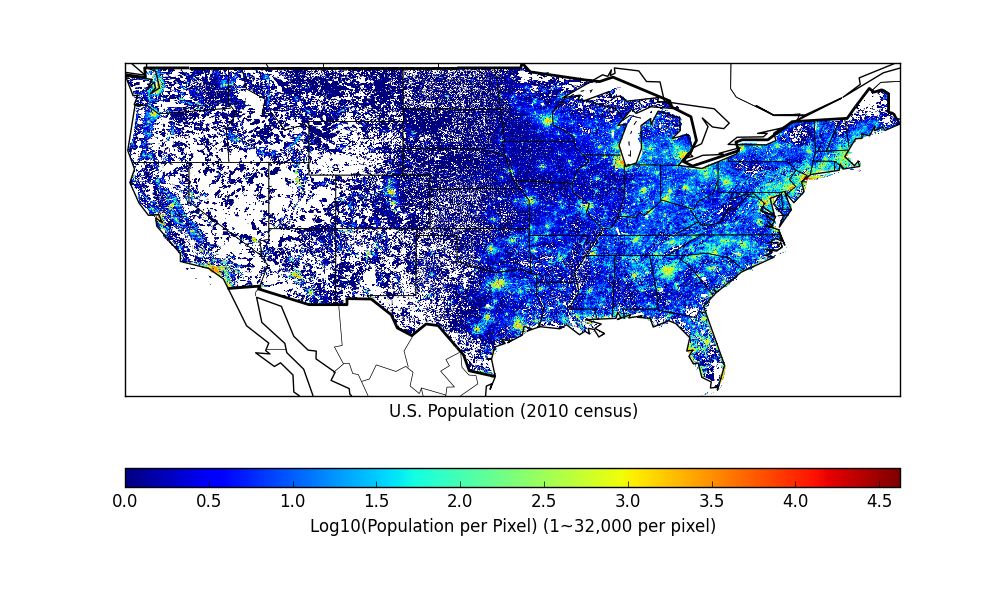 U.S. Population (2010 census)
0.0 0.5 1.0 1.5 2.0 2.5 3.0 3.5 4.0 4.5
Log10(Population per Pixel) (1~32,000 per pixel)